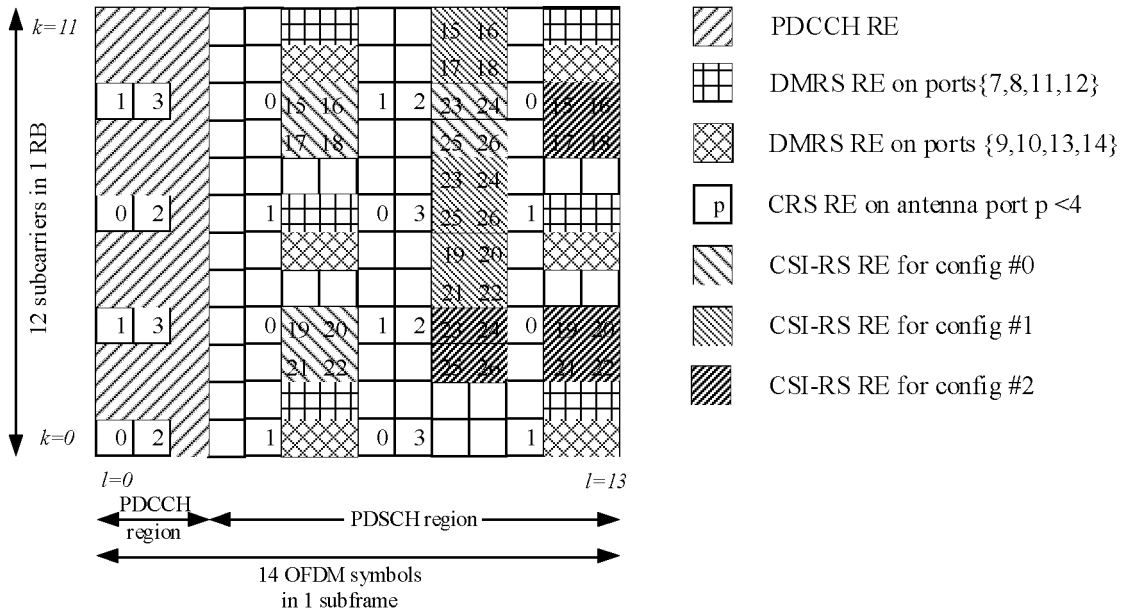 k=11 15 16
17 18
1 3 0 15 16 1 2 23 24 0 15 16
17 18 25 26 17 18
23 24
0 2 1 0 3 25 26 1
19 20
21 22
1 3 0 19 20 1 2 23 24 0 19 20
21 22 25 26 21 22
k=0 0 2 1 0 3 1
12 subcarriers in 1 RB
l=0 l=13
PDCCH
region
PDSCH region
14 OFDM symbols
in 1 subframe
PDCCH RE
DMRS RE on ports{7,8,11,12}
DMRS RE on ports {9,10,13,14}
p CRS RE on antenna port p <4
CSI-RS RE for config #0
CSI-RS RE for config #1
CSI-RS RE for config #2